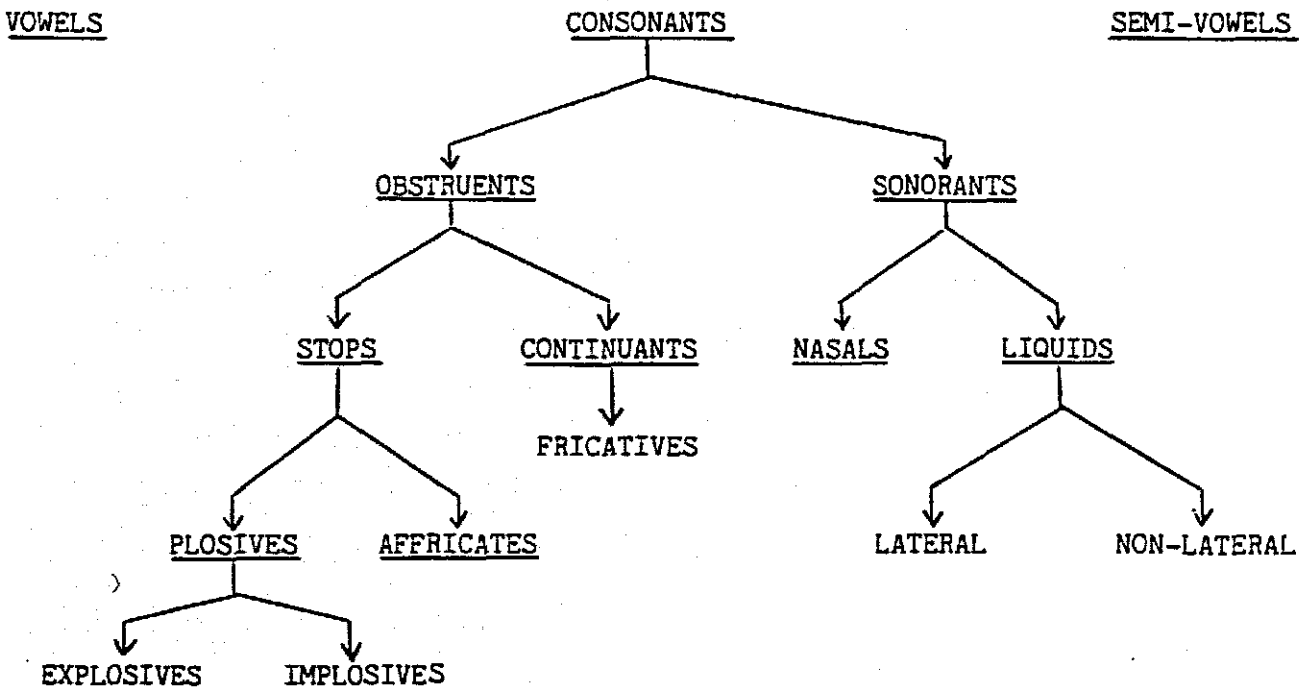 VOWELS CONSONANTS SEMI-VOWELS
OBSTRUENTS SONORANTS
STOPS CONTINUANTS NASALS LIQUIDS
FRICATIVES
PLOSIVES AFFRICATES LATERAL NON-LATERAL
EXPLOSIVES IMPLOSIVES